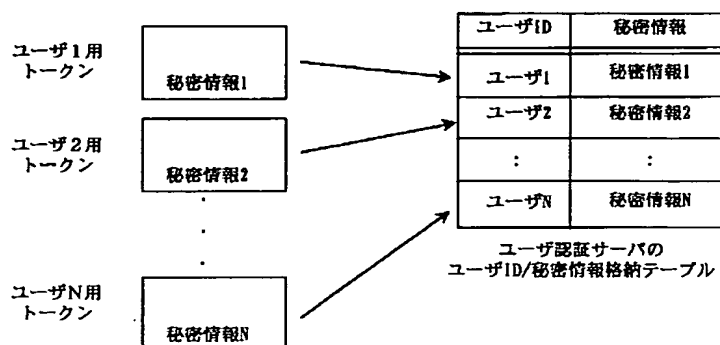 ユーザ1用
トークン
秘密情報1
ユーザ2用
トークン
秘密情報2
.
.
ユーザN用
トークン
秘密情報N
ユーザID 秘密情報
ユーザ1 秘密情報1
ユーザ2 秘密情報2
: :
ユーザN 秘密情報N
ユーザ認証サーバの
ユーザID/秘密情報格納テーブル